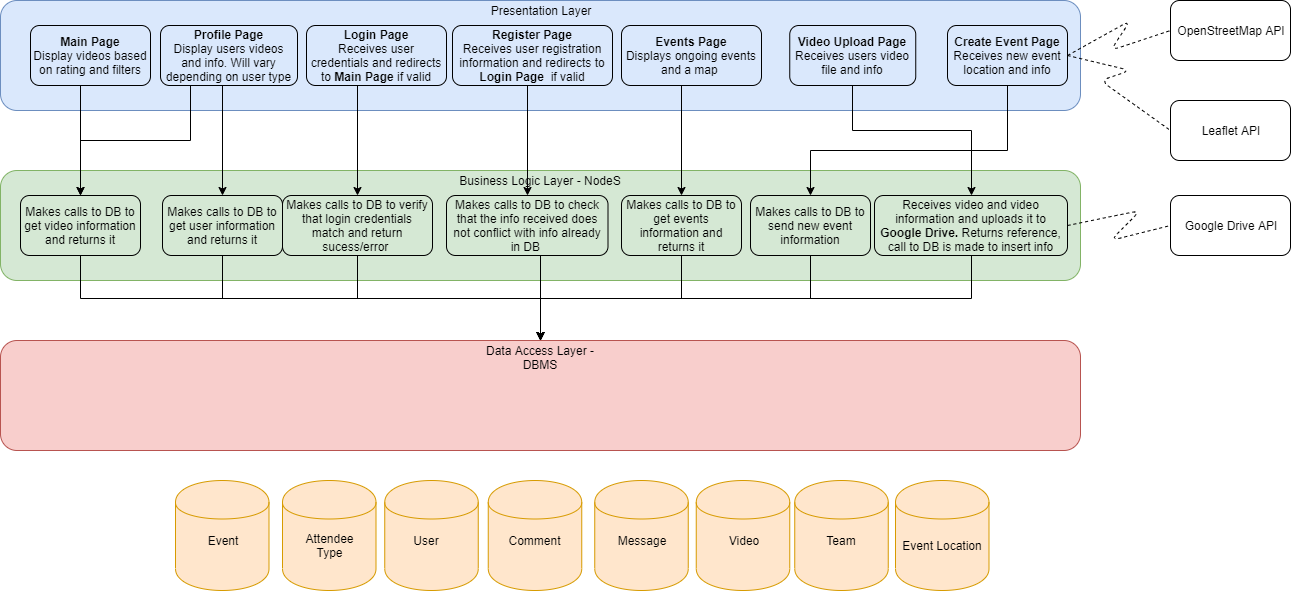 Presentation Layer
Main Page
Display videos based
on rating and filters
Profile Page
Display users videos
and info. Will vary
depending on user type
Login Page
Receives user
credentials and redirects
to Main Page if valid
Register Page
Receives user registration
information and redirects to
Login Page if valid
Events Page
Displays ongoing events
and a map
Video Upload Page
Receives users video
file and info
Create Event Page
Receives new event
location and info
OpenStreetMap API
Leaflet API
Business Logic Layer - NodeS
Makes calls to DB to
get video information
and returns it
Makes calls to DB to
get user information
and returns it
Makes calls to DB to verify
that login credentials
match and return
sucess/error
Makes calls to DB to check
that the info received does
not conflict with info already
in DB
Makes calls to DB to
get events
information and
returns it
Makes calls to DB to
send new event
information
Receives video and video
information and uploads it to
Google Drive. Returns reference,
call to DB is made to insert info
Google Drive API
Data Access Layer -
DBMS
Event
Attendee
Type
User
Comment
Message
Video
Team
Event Location